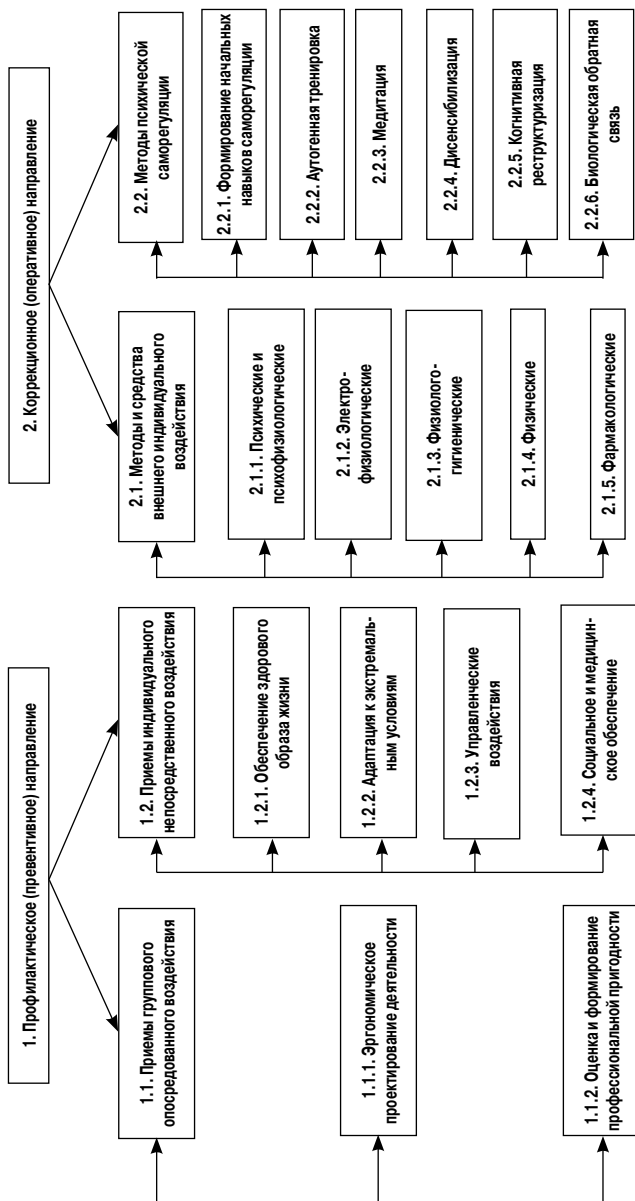 1. Профилактическое (превентивное) направление
1.1. Приемы группового
опосредованного воздействия
1.1.1. Эргономическое
проектирование деятельности
1.1.2. Оценка и формирование
профессиональной пригодности
1.2. Приемы индивидуального
непосредственного воздействия
1.2.1. Обеспечение здорового
образа жизни
1.2.2. Адаптация к экстремаль-
ным условиям
1.2.3. Управленческие
воздействия
1.2.4. Социальное и медицин-
ское обеспечение
2. Коррекционное (оперативное) направление
2.1. Методы и средства
внешнего индивидуального
воздействия
2.1.1. Психические и
психофизиологические
2.1.2. Электро-
физиологические
2.1.3. Физиолого-
гигиенические
2.1.4. Физические
2.1.5. Фармакологические
2.2. Методы психической
саморегуляции
2.2.1. Формирование начальных
навыков саморегуляции
2.2.2. Аутогенная тренировка
2.2.3. Медитация
2.2.4. Дисенсибилизация
2.2.5. Когнитивная
реструктуризация
2.2.6. Биологическая обратная
связь